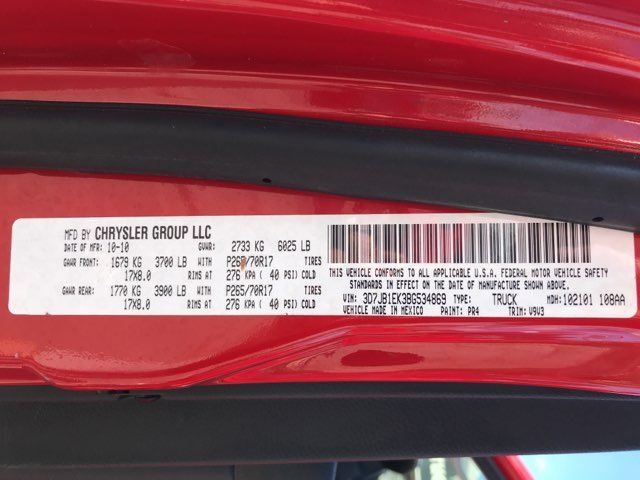 MFD BY CHRYSLER GROUP LLC
DATE OF MFR: 10-10 GVWR: 2733 KG 6025 LB
GAWR FRONT: 1679 KG 3700 LB WITH P265/70R17 TIRES
17X8.0 RIMS AT 276 KPA ( 40 PSI) COLD
GAWR REAR: 1770 KG 3900 LB WITH P265/70R17 TIRES
17X8.0 RIMS AT 276 KPA ( 40 PSI) COLD
THIS VEHICLE CONFORMS TO ALL APPLICABLE U.S.A. FEDERAL MOTOR VEHICLE SAFETY
STANDARDS IN EFFECT ON THE DATE OF MANUFACTURE SHOWN ABOVE.
VIN: 3D7JB1EK3BG534869 TYPE: TRUCK MDH: 102101 108AA
VEHICLE MADE IN MEXICO PAINT: PR4 TRIM: V9V3